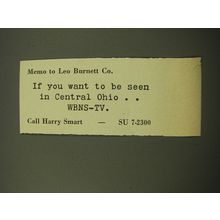 Memo to Leo Burnett Co.
If you want to be seen
in Central Ohio . .
WBNS-TV.
Call Harry Smart — SU 7-2300